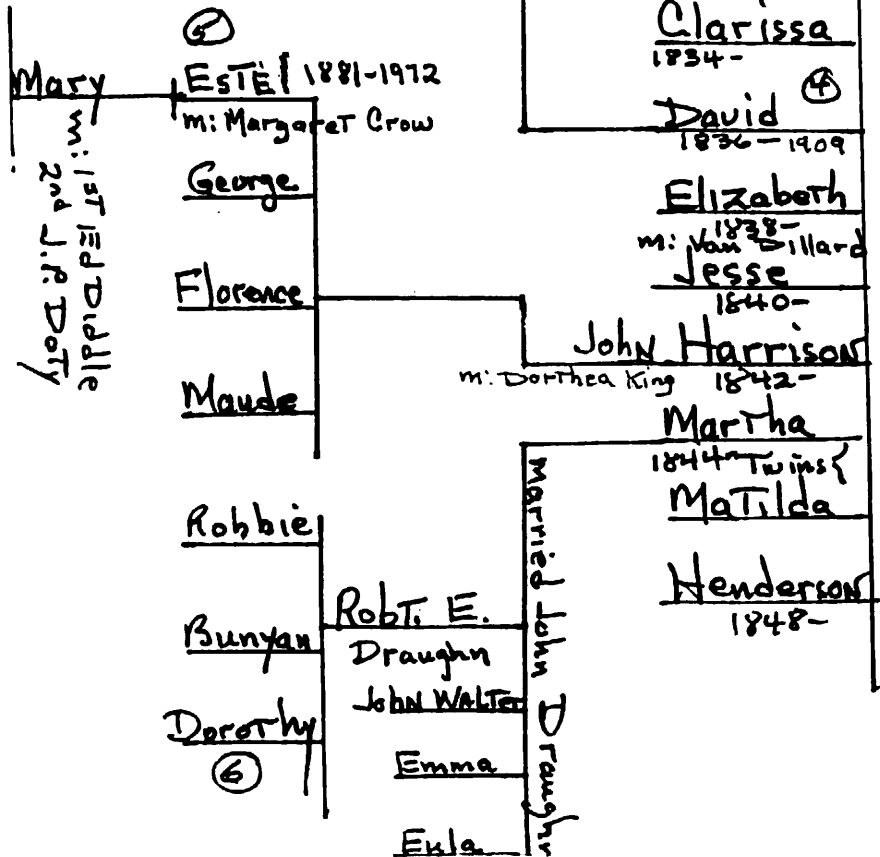 Clarissa
1834-
5
Mary
ESTEL 1881-1972
m: Margaret Crow
4
David
1836-1909
m: 1ST Ed Diddle
2nd J.P. Doty
George
Elizabeth
1838-
m: Van Dillard
Florence
Jesse
1840-
John Harrison
m: Dorthea King 1842-
Maude
Martha
1844- Twins {
Married John Draughn
Matilda
Robbie
Henderson
1848-
Robt. E.
Draughn
Bunyan
John Walter
Dorothy
6
Emma
Eula